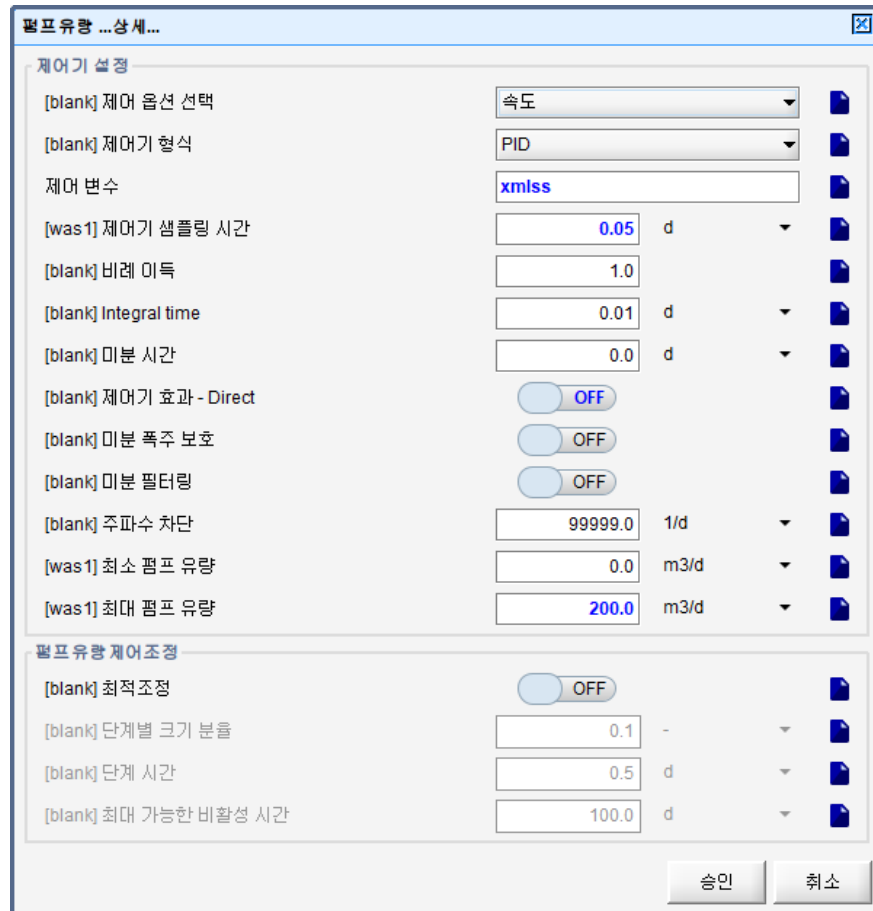 펌프유량 ...상세...
제어기 설정
[blank] 제어 옵션 선택 속도
[blank] 제어기 형식 PID
제어 변수 xmlss
[was1] 제어기 샘플링 시간 0.05 d
[blank] 비례 이득 1.0
[blank] Integral time 0.01 d
[blank] 미분 시간 0.0 d
[blank] 제어기 효과 - Direct OFF
[blank] 미분 폭주 보호 OFF
[blank] 미분 필터링 OFF
[blank] 주파수 차단 99999.0 1/d
[was1] 최소 펌프 유량 0.0 m3/d
[was1] 최대 펌프 유량 200.0 m3/d
펌프유량제어조정
[blank] 최적조정 OFF
[blank] 단계별 크기 분율 0.1 -
[blank] 단계 시간 0.5 d
[blank] 최대 가능한 비활성 시간 100.0 d
승인 취소